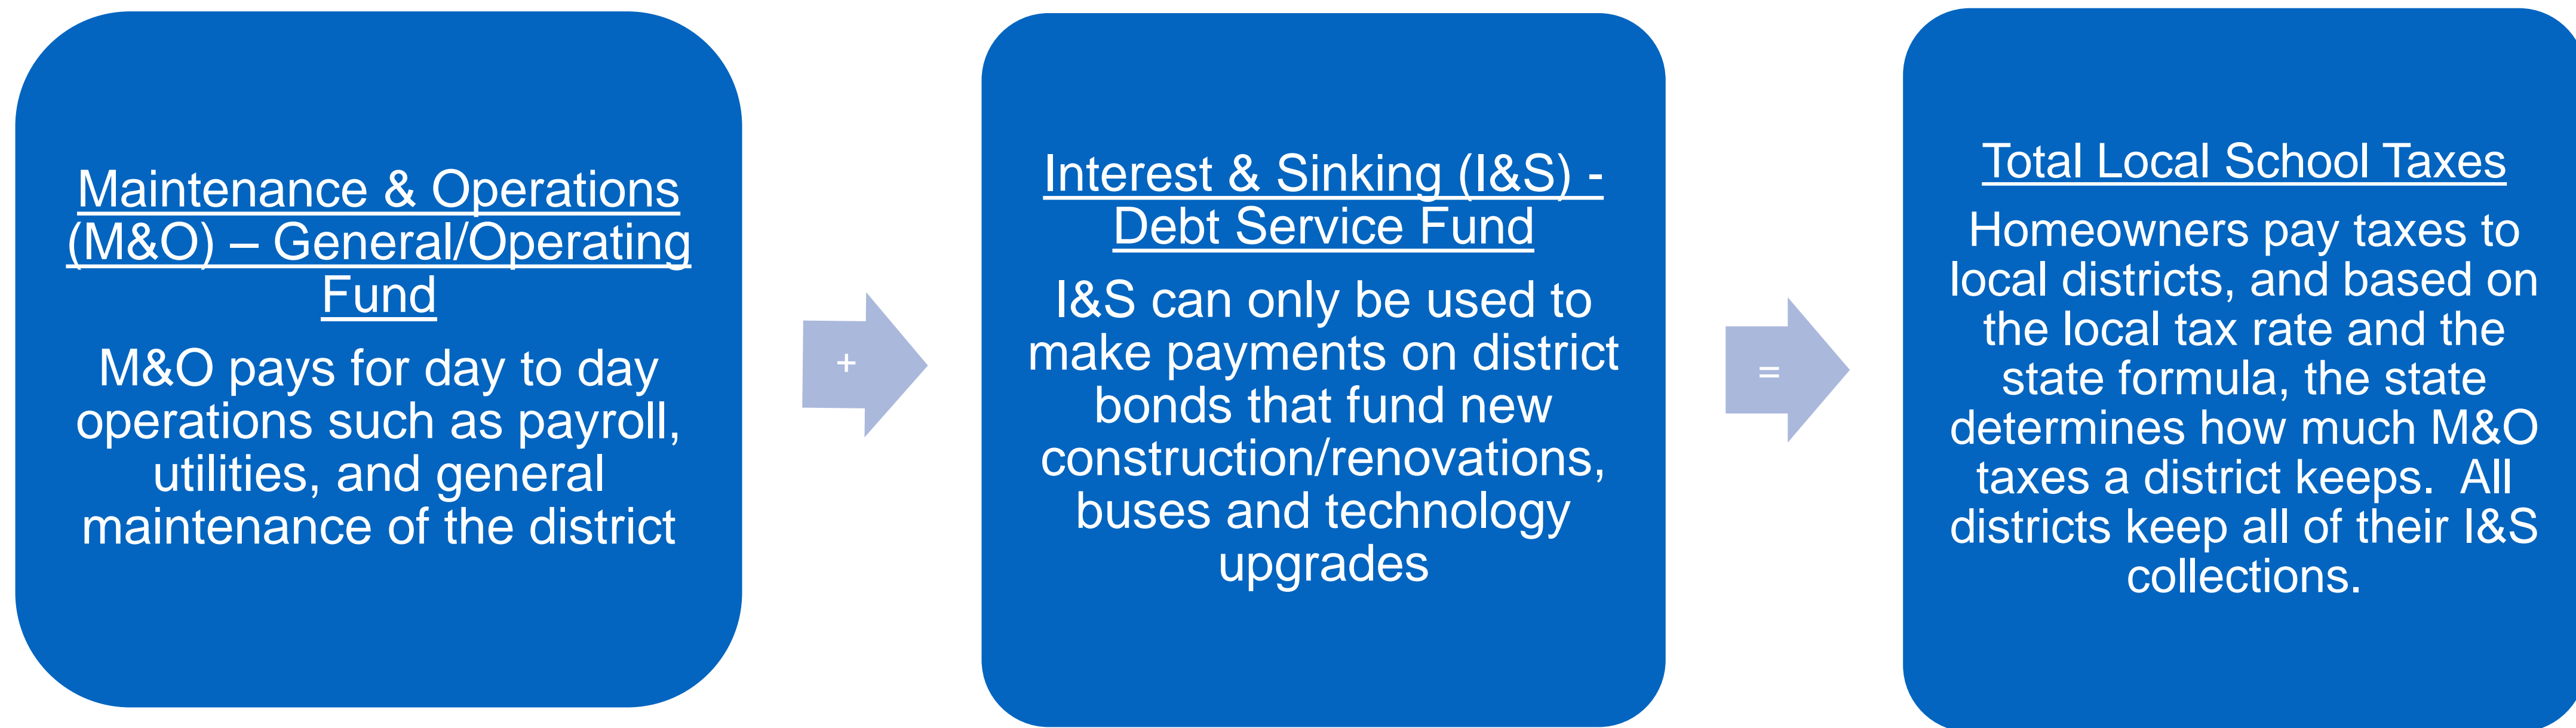 Maintenance & Operations
(M&O) – General/Operating
Fund
M&O pays for day to day
operations such as payroll,
utilities, and general
maintenance of the district
+
Interest & Sinking (I&S) -
Debt Service Fund
I&S can only be used to
make payments on district
bonds that fund new
construction/renovations,
buses and technology
upgrades
=
Total Local School Taxes
Homeowners pay taxes to
local districts, and based on
the local tax rate and the
state formula, the state
determines how much M&O
taxes a district keeps.  All
districts keep all of their I&S
collections.